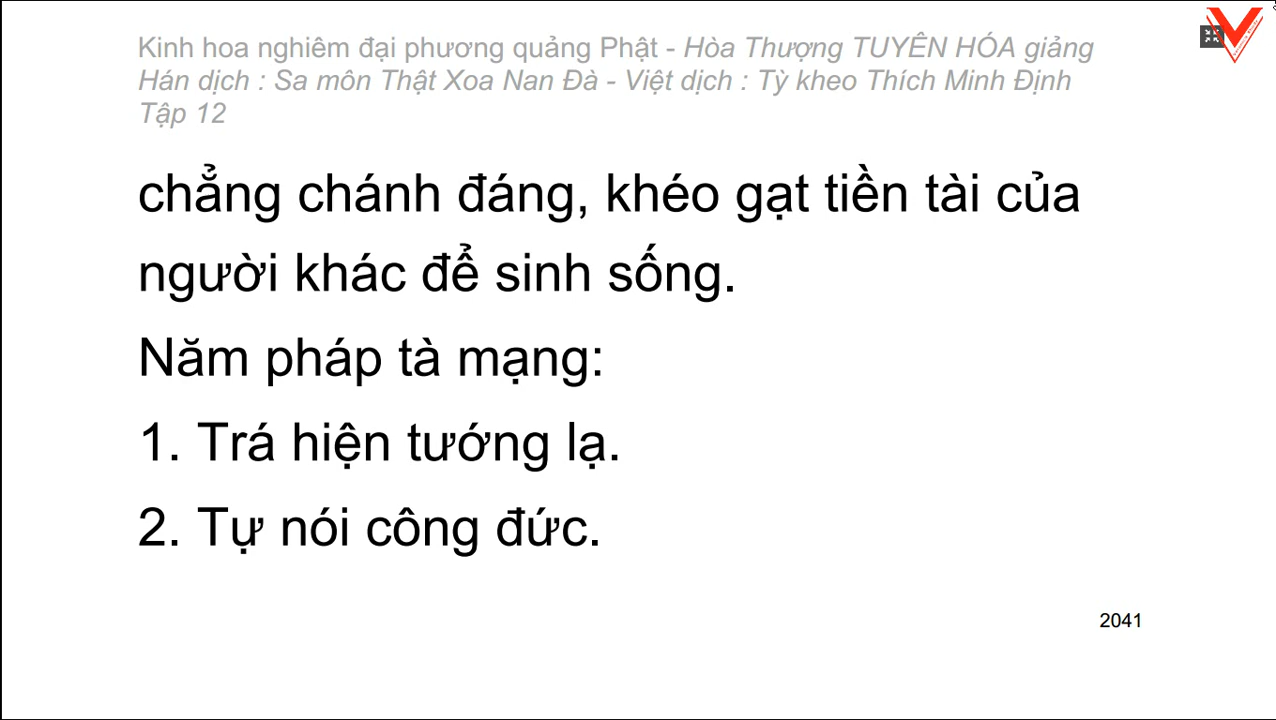 Kinh hoa nghiêm đại phương quảng Phật - Hòa Thượng TUYÊN HÓA giảng
Hán dịch : Sa môn Thật Xoa Nan Đà - Việt dịch : Tỳ kheo Thích Minh Định
Tập 12
chẳng chánh đáng, khéo gạt tiền tài của
người khác để sinh sống.
Năm pháp tà mạng:
1. Trá hiện tướng lạ.
2. Tự nói công đức.
2041